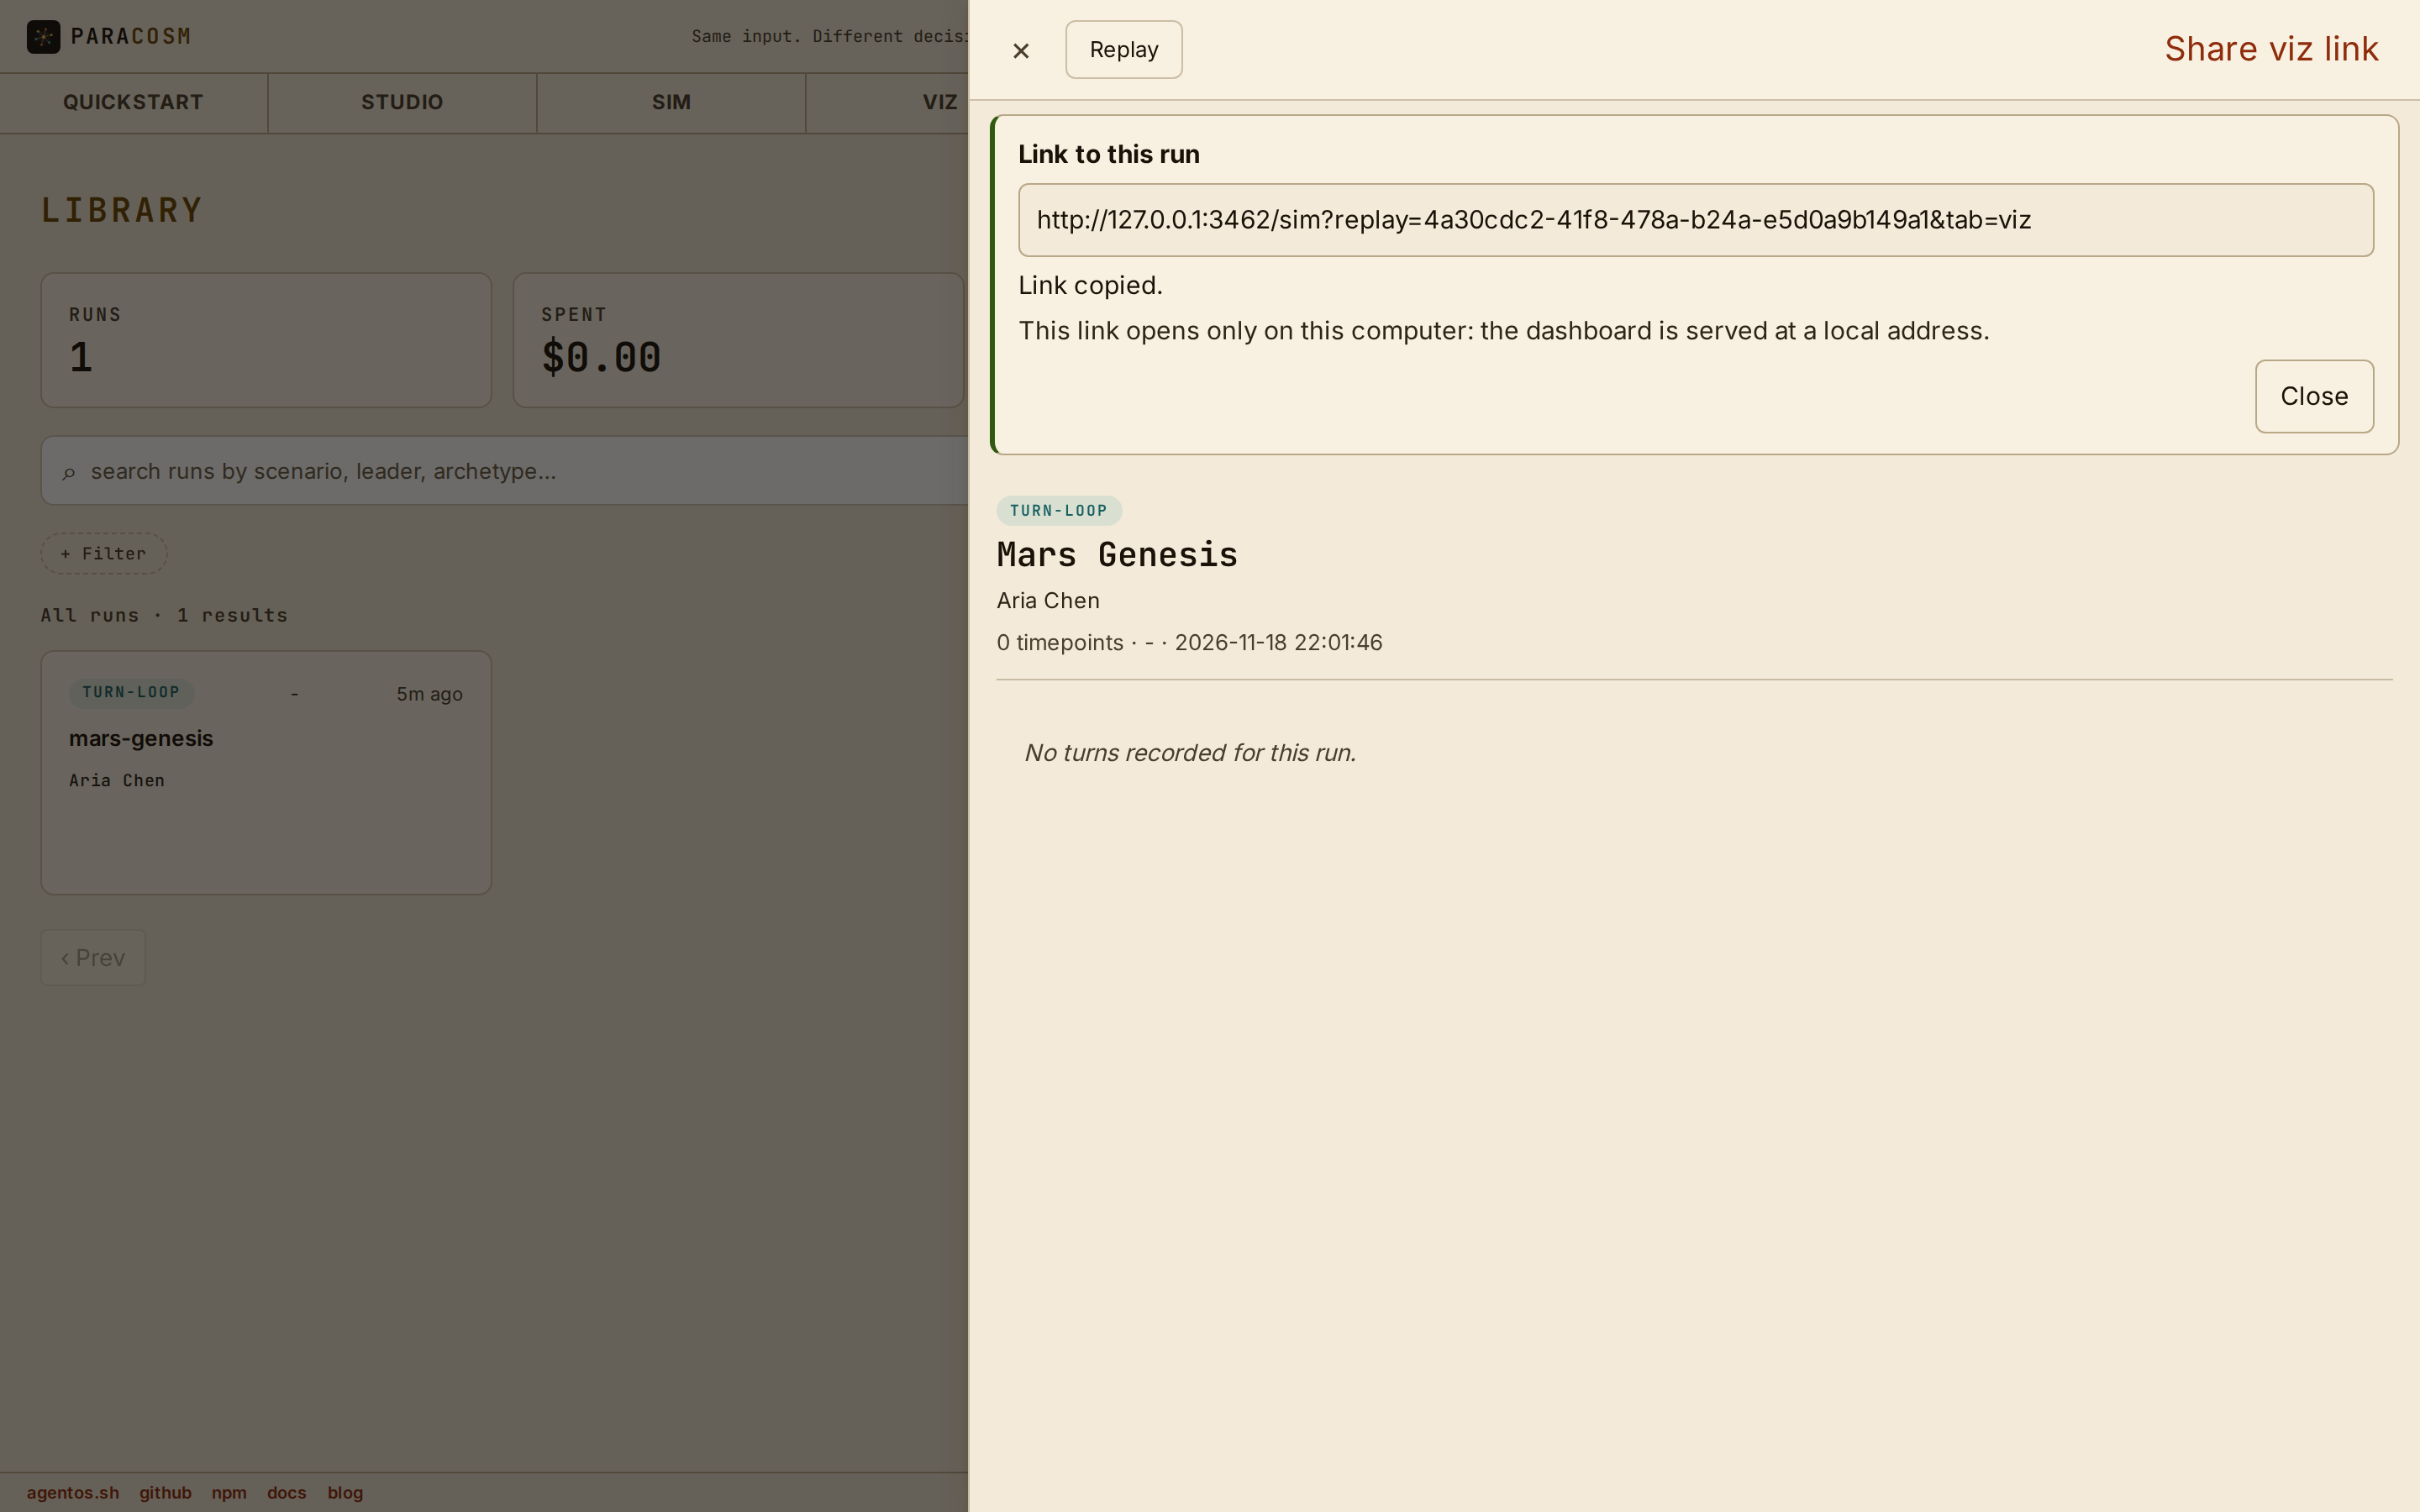 PARACOSM
Same input. Different decisi
QUICKSTART
STUDIO
SIM
VIZ
LIBRARY
RUNS
1
SPENT
$0.00
search runs by scenario, leader, archetype...
+ Filter
All runs · 1 results
TURN-LOOP - 5m ago
mars-genesis
Aria Chen
‹ Prev
agentos.sh github npm docs blog
× Replay Share viz link
Link to this run
http://127.0.0.1:3462/sim?replay=4a30cdc2-41f8-478a-b24a-e5d0a9b149a1&tab=viz
Link copied.
This link opens only on this computer: the dashboard is served at a local address.
Close
TURN-LOOP
Mars Genesis
Aria Chen
0 timepoints · - · 2026-11-18 22:01:46
No turns recorded for this run.